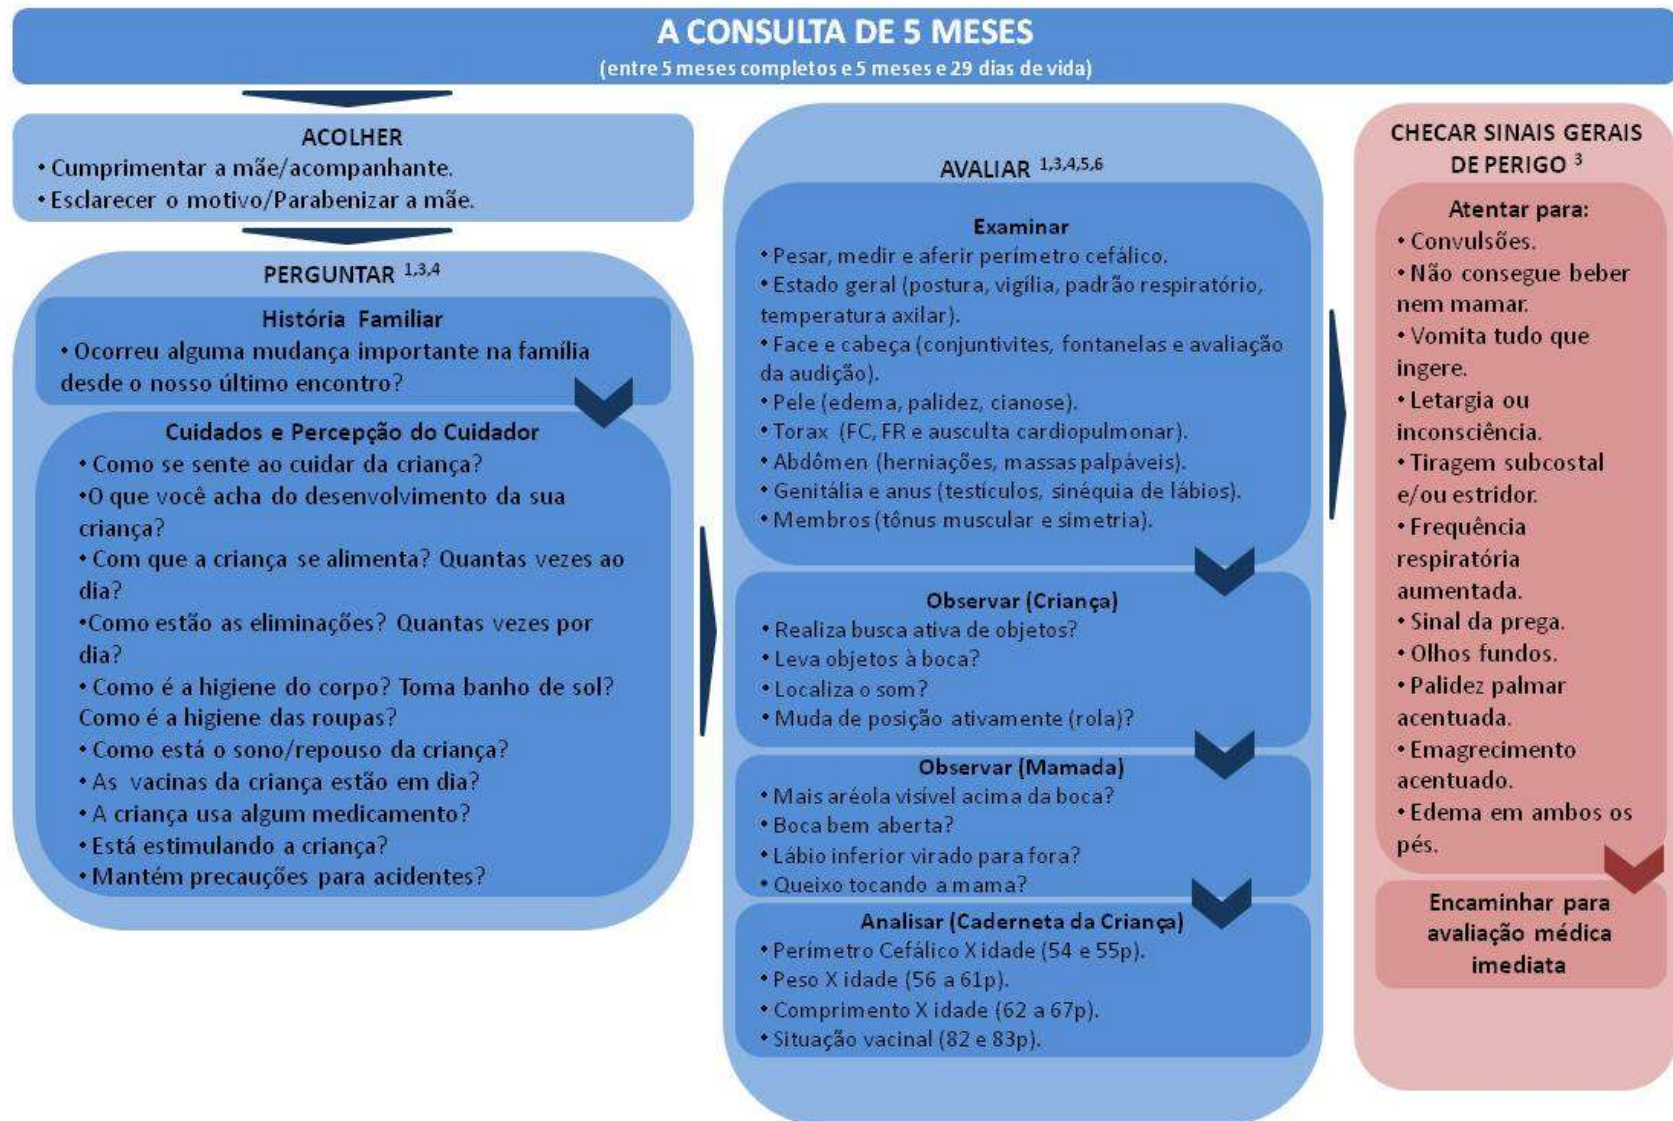 A CONSULTA DE 5 MESES
(entre 5 meses completos e 5 meses e 29 dias de vida)
ACOLHER
• Cumprimentar a mãe/acompanhante.
• Esclarecer o motivo/Parabenizar a mãe.
PERGUNTAR 1,3,4
História Familiar
• Ocorreu alguma mudança importante na família
desde o nosso último encontro?
Cuidados e Percepção do Cuidador
• Como se sente ao cuidar da criança?
•O que você acha do desenvolvimento da sua
criança?
• Com que a criança se alimenta? Quantas vezes ao
dia?
•Como estão as eliminações? Quantas vezes por
dia?
• Como é a higiene do corpo? Toma banho de sol?
Como é a higiene das roupas?
• Como está o sono/repouso da criança?
• As vacinas da criança estão em dia?
• A criança usa algum medicamento?
• Está estimulando a criança?
• Mantém precauções para acidentes?
AVALIAR 1,3,4,5,6
Examinar
• Pesar, medir e aferir perímetro cefálico.
• Estado geral (postura, vigília, padrão respiratório,
temperatura axilar).
• Face e cabeça (conjuntivites, fontanelas e avaliação
da audição).
• Pele (edema, palidez, cianose).
• Torax (FC, FR e ausculta cardiopulmonar).
• Abdômen (herniações, massas palpáveis).
• Genitália e anus (testículos, sinéquia de lábios).
• Membros (tônus muscular e simetria).
Observar (Criança)
• Realiza busca ativa de objetos?
• Leva objetos à boca?
• Localiza o som?
• Muda de posição ativamente (rola)?
Observar (Mamada)
• Mais aréola visível acima da boca?
• Boca bem aberta?
• Lábio inferior virado para fora?
• Queixo tocando a mama?
Analisar (Caderneta da Criança)
• Perímetro Cefálico X idade (54 e 55p).
• Peso X idade (56 a 61p).
• Comprimento X idade (62 a 67p).
• Situação vacinal (82 e 83p).
CHECAR SINAIS GERAIS
DE PERIGO 3
Atentar para:
• Convulsões.
• Não consegue beber
nem mamar.
• Vomita tudo que
ingere.
• Letargia ou
inconsciência.
• Tiragem subcostal
e/ou estridor.
• Frequência
respiratória
aumentada.
• Sinal da prega.
• Olhos fundos.
• Palidez palmar
acentuada.
• Emagrecimento
acentuado.
• Edema em ambos os
pés.
Encaminhar para
avaliação médica
imediata